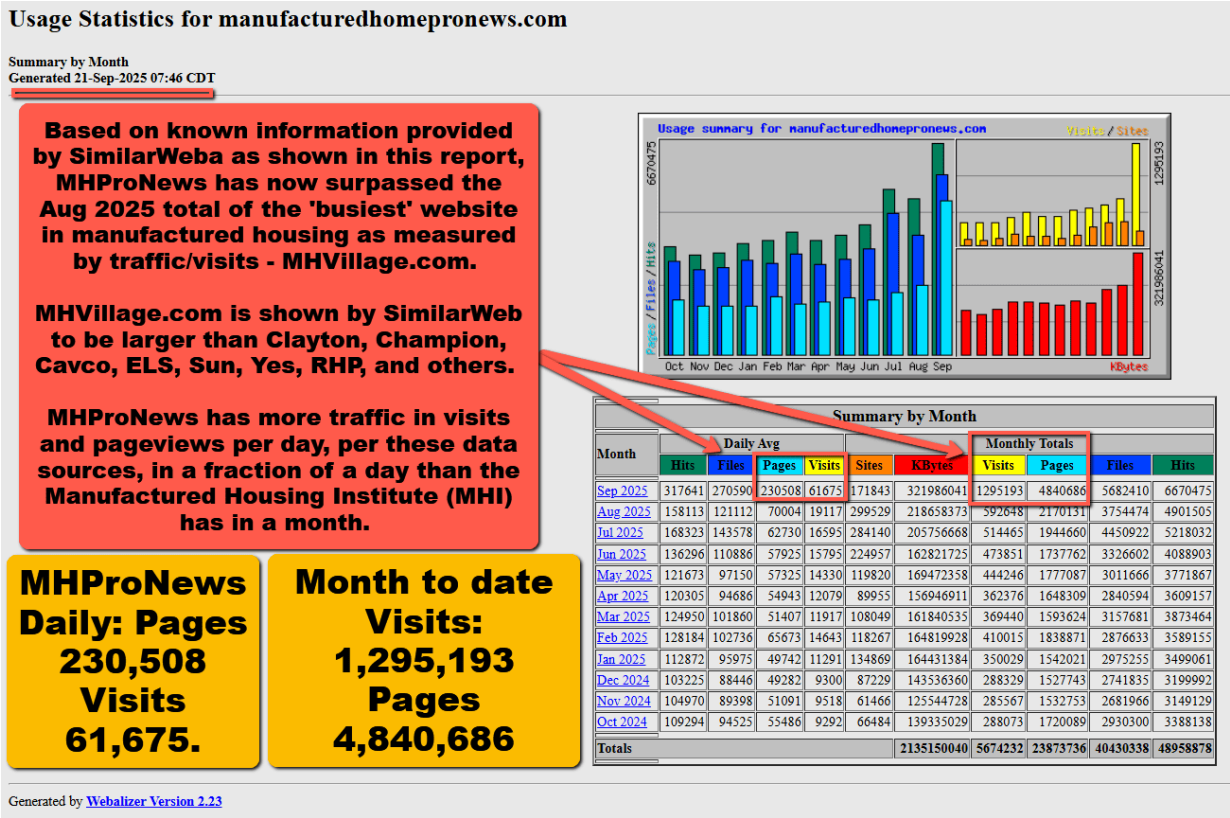 Usage Statistics for manufacturedhomepronews.com
Summary by Month
Generated 21-Sep-2025 07:46 CDT
Based on known information provided
by SimilarWeba as shown in this report,
MHProNews has now surpassed the
Aug 2025 total of the 'busiest' website
in manufactured housing as measured
by traffic/visits - MHVillage.com.
MHVillage.com is shown by SimilarWeb
to be larger than Clayton, Champion,
Cavco, ELS, Sun, Yes, RHP, and others.
MHProNews has more traffic in visits
and pageviews per day, per these data
sources, in a fraction of a day than the
Manufactured Housing Institute (MHI)
has in a month.
MHProNews
Daily: Pages
230,508
Visits
61,675.
Month to date
Visits:
1,295,193
Pages
4,840,686
Usage summary for manufacturedhomepronews.com
Visits / Sites
6670475
1295193
Pages / Files / Hits
321986041
Oct Nov Dec Jan Feb Mar Apr May Jun Jul Aug Sep
KBytes
Summary by Month
Month Daily Avg Monthly Totals
Hits Files Pages Visits Sites KBytes Visits Pages Files Hits
Sep 2025 317641 270590 230508 61675 171843 321986041 1295193 4840686 5682410 6670475
Aug 2025 158113 121112 70004 19117 299529 218658373 592648 2170131 3754474 4901505
Jul 2025 168323 143578 62730 16595 284140 205756668 514465 1944660 4450922 5218032
Jun 2025 136296 110886 57925 15795 224957 162821725 473851 1737762 3326602 4088903
May 2025 121673 97150 57325 14330 119820 169472358 444246 1777087 3011666 3771867
Apr 2025 120305 94686 54943 12079 89955 156946911 362376 1648309 2840594 3609157
Mar 2025 124950 101860 51407 11917 108049 161840535 369440 1593624 3157681 3873464
Feb 2025 128184 102736 65673 14643 118267 164819928 410015 1838871 2876633 3589155
Jan 2025 112872 95975 49742 11291 134869 164431384 350029 1542021 2975255 3499061
Dec 2024 103225 88446 49282 9300 87229 143536360 288329 1527743 2741835 3199992
Nov 2024 104970 89398 51091 9518 61466 125544728 285567 1532753 2681966 3149129
Oct 2024 109294 94525 55486 9292 66484 139335029 288073 1720089 2930300 3388138
Totals 2135150040 5674232 23873736 40430338 48958878
Generated by Webalizer Version 2.23